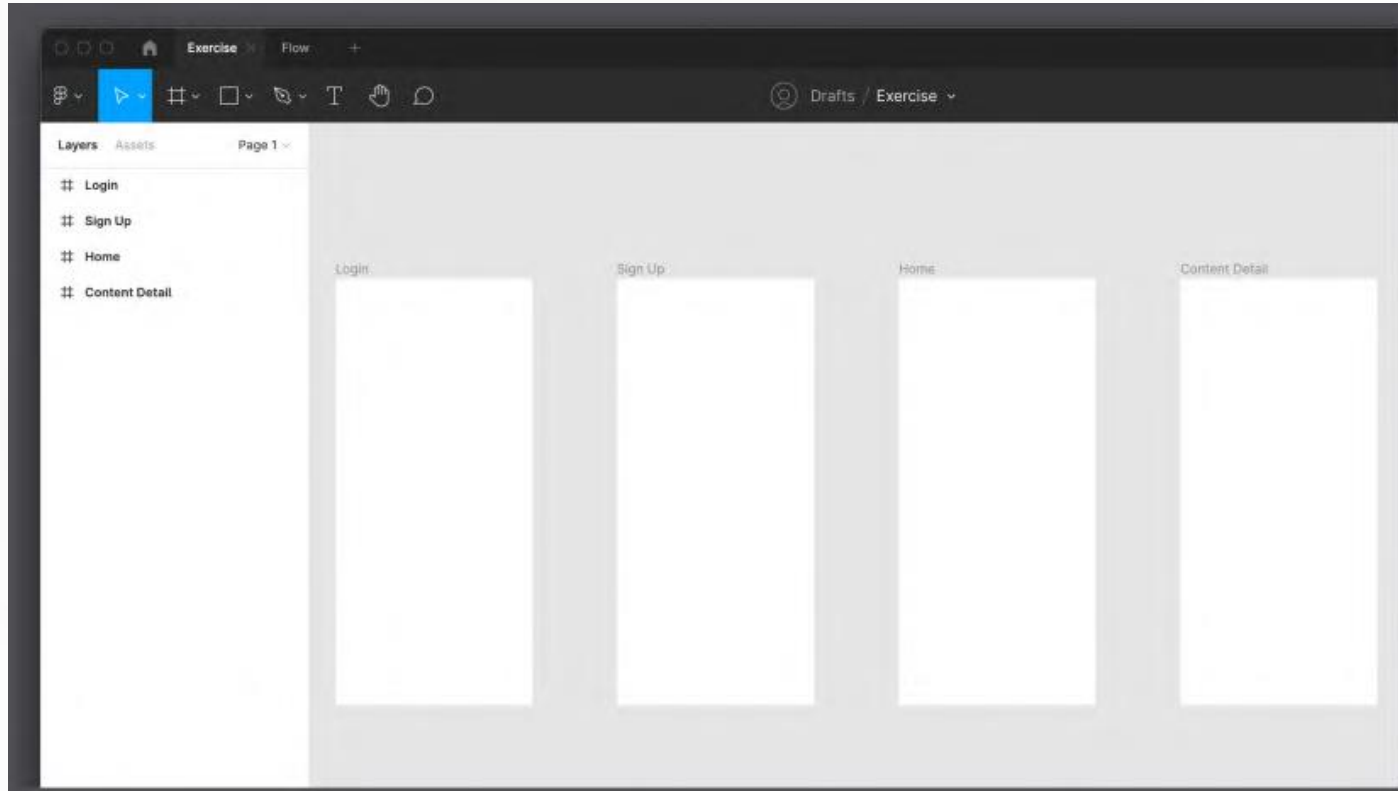 Exercise Flow
T Drafts / Exercise
Layers Assets Page 1
Login
Sign Up
Home
Content Detail
Login Sign Up Home Content Detail